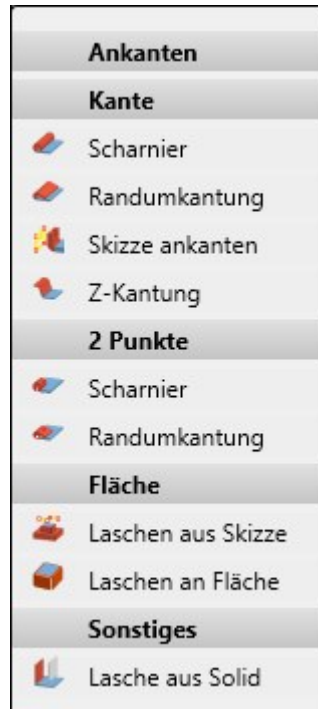 Ankanten
Kante
Scharnier
Randumkantung
Skizze ankanten
Z-Kantung
2 Punkte
Scharnier
Randumkantung
Fläche
Laschen aus Skizze
Laschen an Fläche
Sonstiges
Lasche aus Solid